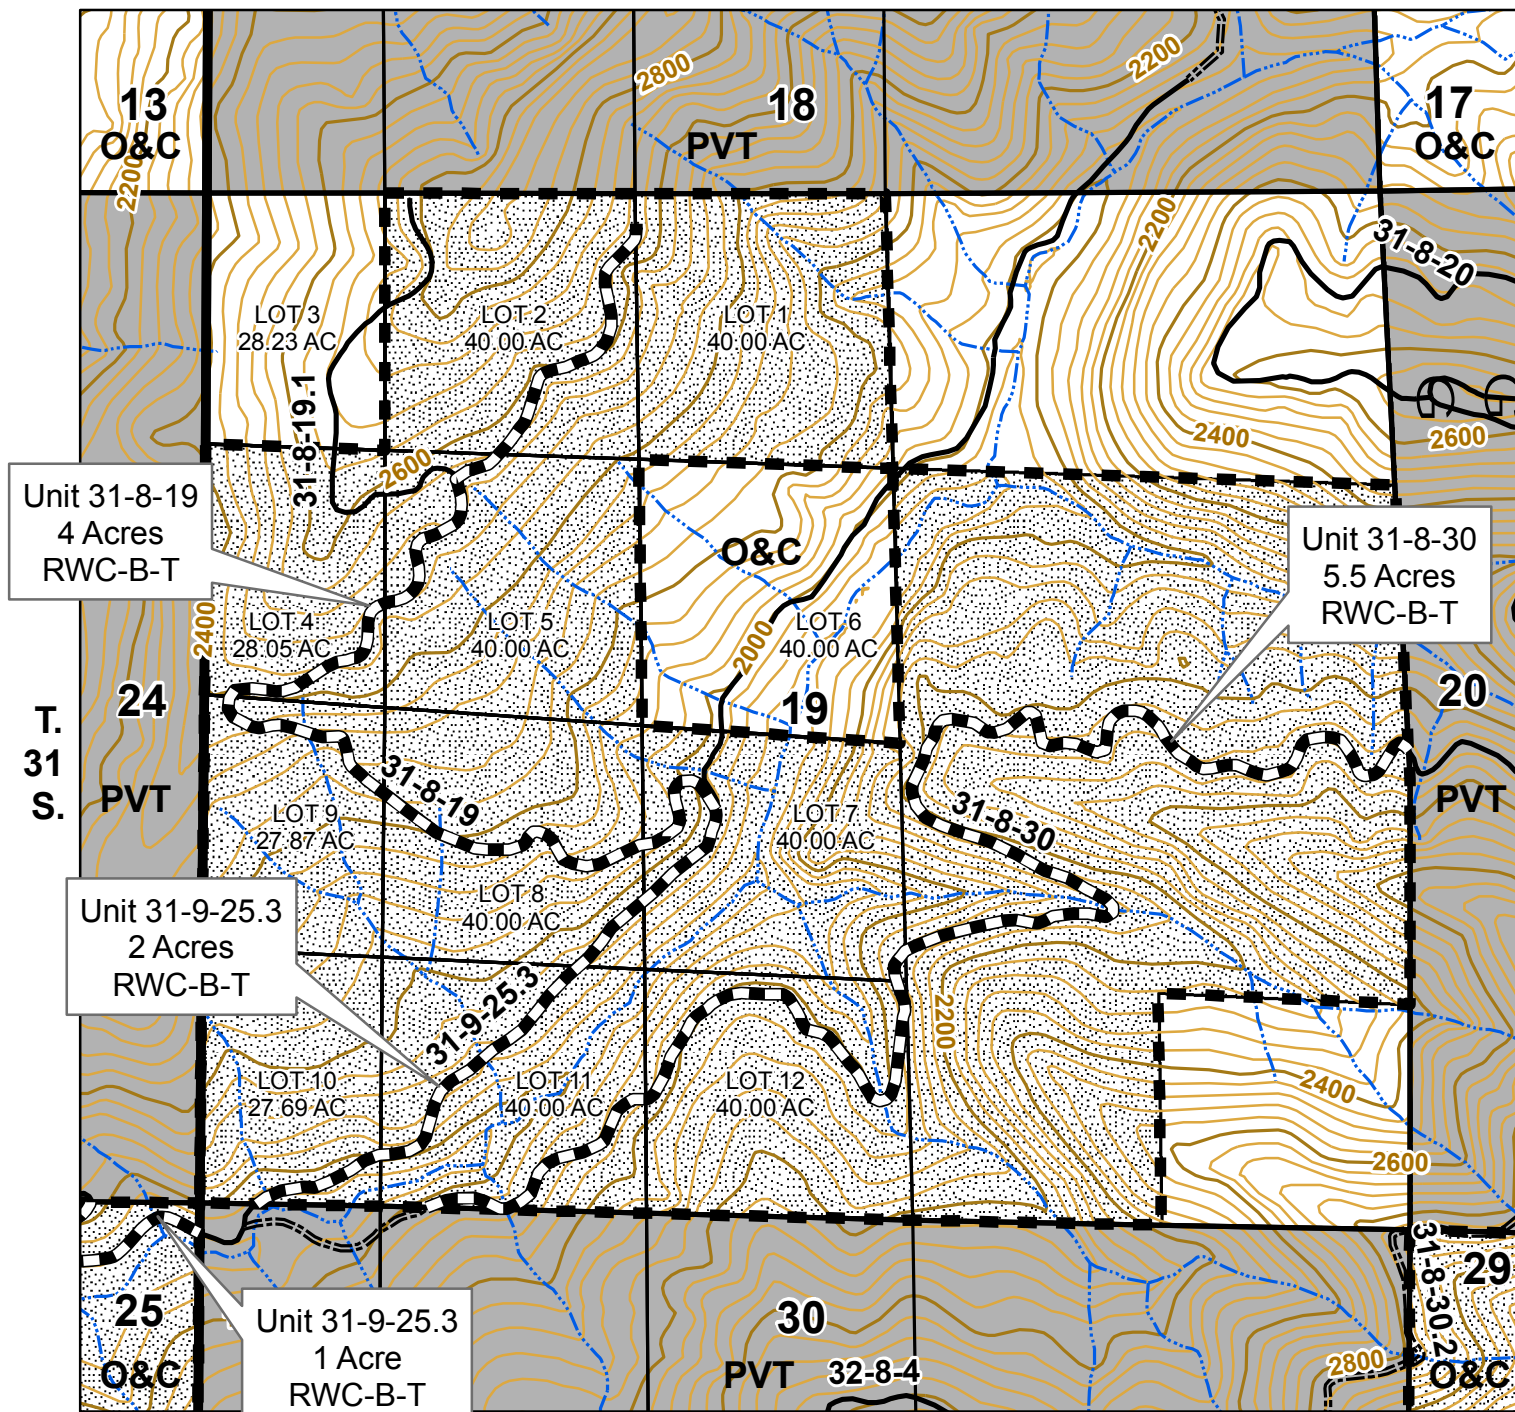 13
O&C
2200
2800
18
PVT
2200
17
O&C
2200
31-8-20
LOT 3
28.23 AC
LOT 2
40.00 AC
LOT 1
40.00 AC
31-8-19.1
2600
2400
2600
Unit 31-8-19
4 Acres
RWC-B-T
O&C
Unit 31-8-30
5.5 Acres
RWC-B-T
2400
LOT 4
28.05 AC
LOT 5
40.00 AC
2000
LOT 6
40.00 AC
24
19
20
T.
31
S.
PVT
31-8-19
31-8-30
PVT
LOT 9
27.87 AC
LOT 7
40.00 AC
Unit 31-9-25.3
2 Acres
RWC-B-T
LOT 8
40.00 AC
31-9-25.3
2200
LOT 10
27.69 AC
LOT 11
40.00 AC
LOT 12
40.00 AC
2400
2600
25
O&C
Unit 31-9-25.3
1 Acre
RWC-B-T
30
PVT
32-8-4
2800
31-8-30.2
29
O&C